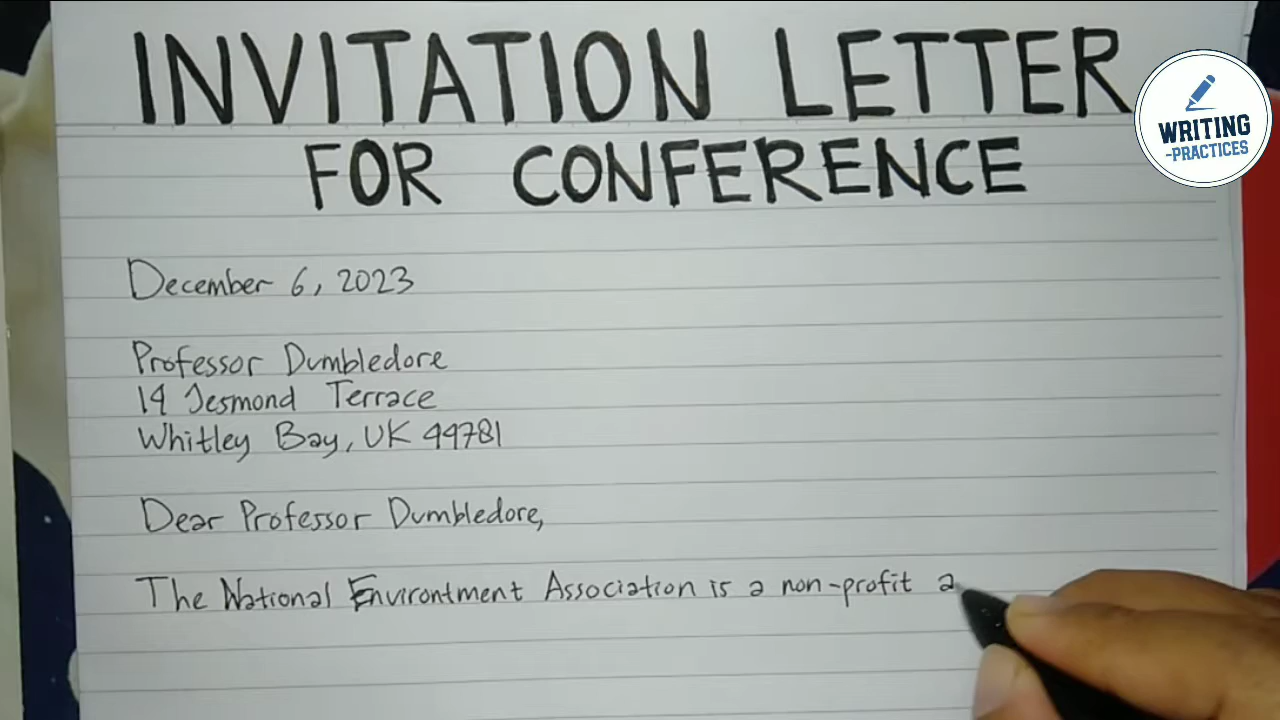 INVITATION LETTER
FOR CONFERENCE
WRITING
-PRACTICES
December 6, 2023
Professor Dumbledore
14 Jesmond Terrace
Whitley Bay, UK 44781
Dear Professor Dumbledore,
The National Environtment Association is a non-profit a